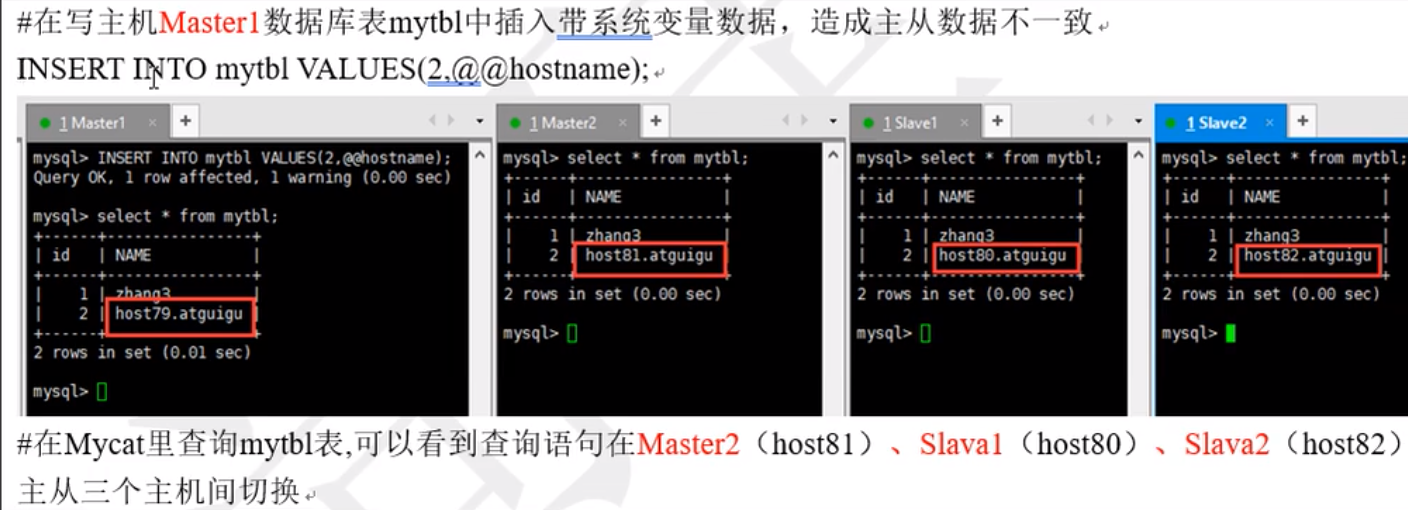 #在写主机Master1数据库表mytbl中插入带系统变量数据，造成主从数据不一致
INSERT INTO mytbl VALUES(2,@@hostname);
1 Master1 × +
mysql> INSERT INTO mytbl VALUES(2,@@hostname);
Query OK, 1 row affected, 1 warning (0.00 sec)
mysql> select * from mytbl;
+------+----------------+
| id | NAME |
+------+----------------+
| 1 | zhang3 |
| 2 | host79.atguigu |
+------+----------------+
2 rows in set (0.01 sec)
mysql>
1 Master2 × +
mysql> select * from mytbl;
+------+----------------+
| id | NAME |
+------+----------------+
| 1 | zhang3 |
| 2 | host81.atguigu |
+------+----------------+
2 rows in set (0.00 sec)
mysql>
1 Slave1 × +
mysql> select * from mytbl;
+------+----------------+
| id | NAME |
+------+----------------+
| 1 | zhang3 |
| 2 | host80.atguigu |
+------+----------------+
2 rows in set (0.00 sec)
mysql>
1 Slave2 × +
mysql> select * from mytbl;
+------+----------------+
| id | NAME |
+------+----------------+
| 1 | zhang3 |
| 2 | host82.atguigu |
+------+----------------+
2 rows in set (0.00 sec)
mysql>
#在Mycat里查询mytbl表,可以看到查询语句在Master2（host81）、Slava1（host80）、Slava2（host82）
主从三个主机间切换